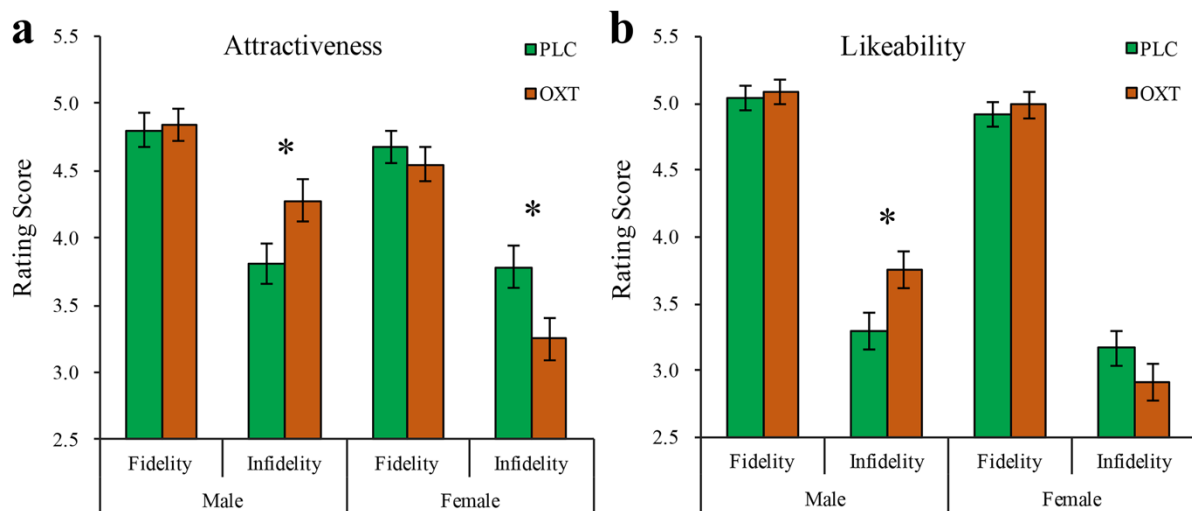 a
Attractiveness
PLC
OXT
Rating Score
5.5
5.0
4.5
4.0
3.5
3.0
2.5
*
*
Fidelity Infidelity Fidelity Infidelity
Male Female
b
Likeability
PLC
OXT
Rating Score
5.5
5.0
4.5
4.0
3.5
3.0
2.5
*
Fidelity Infidelity Fidelity Infidelity
Male Female